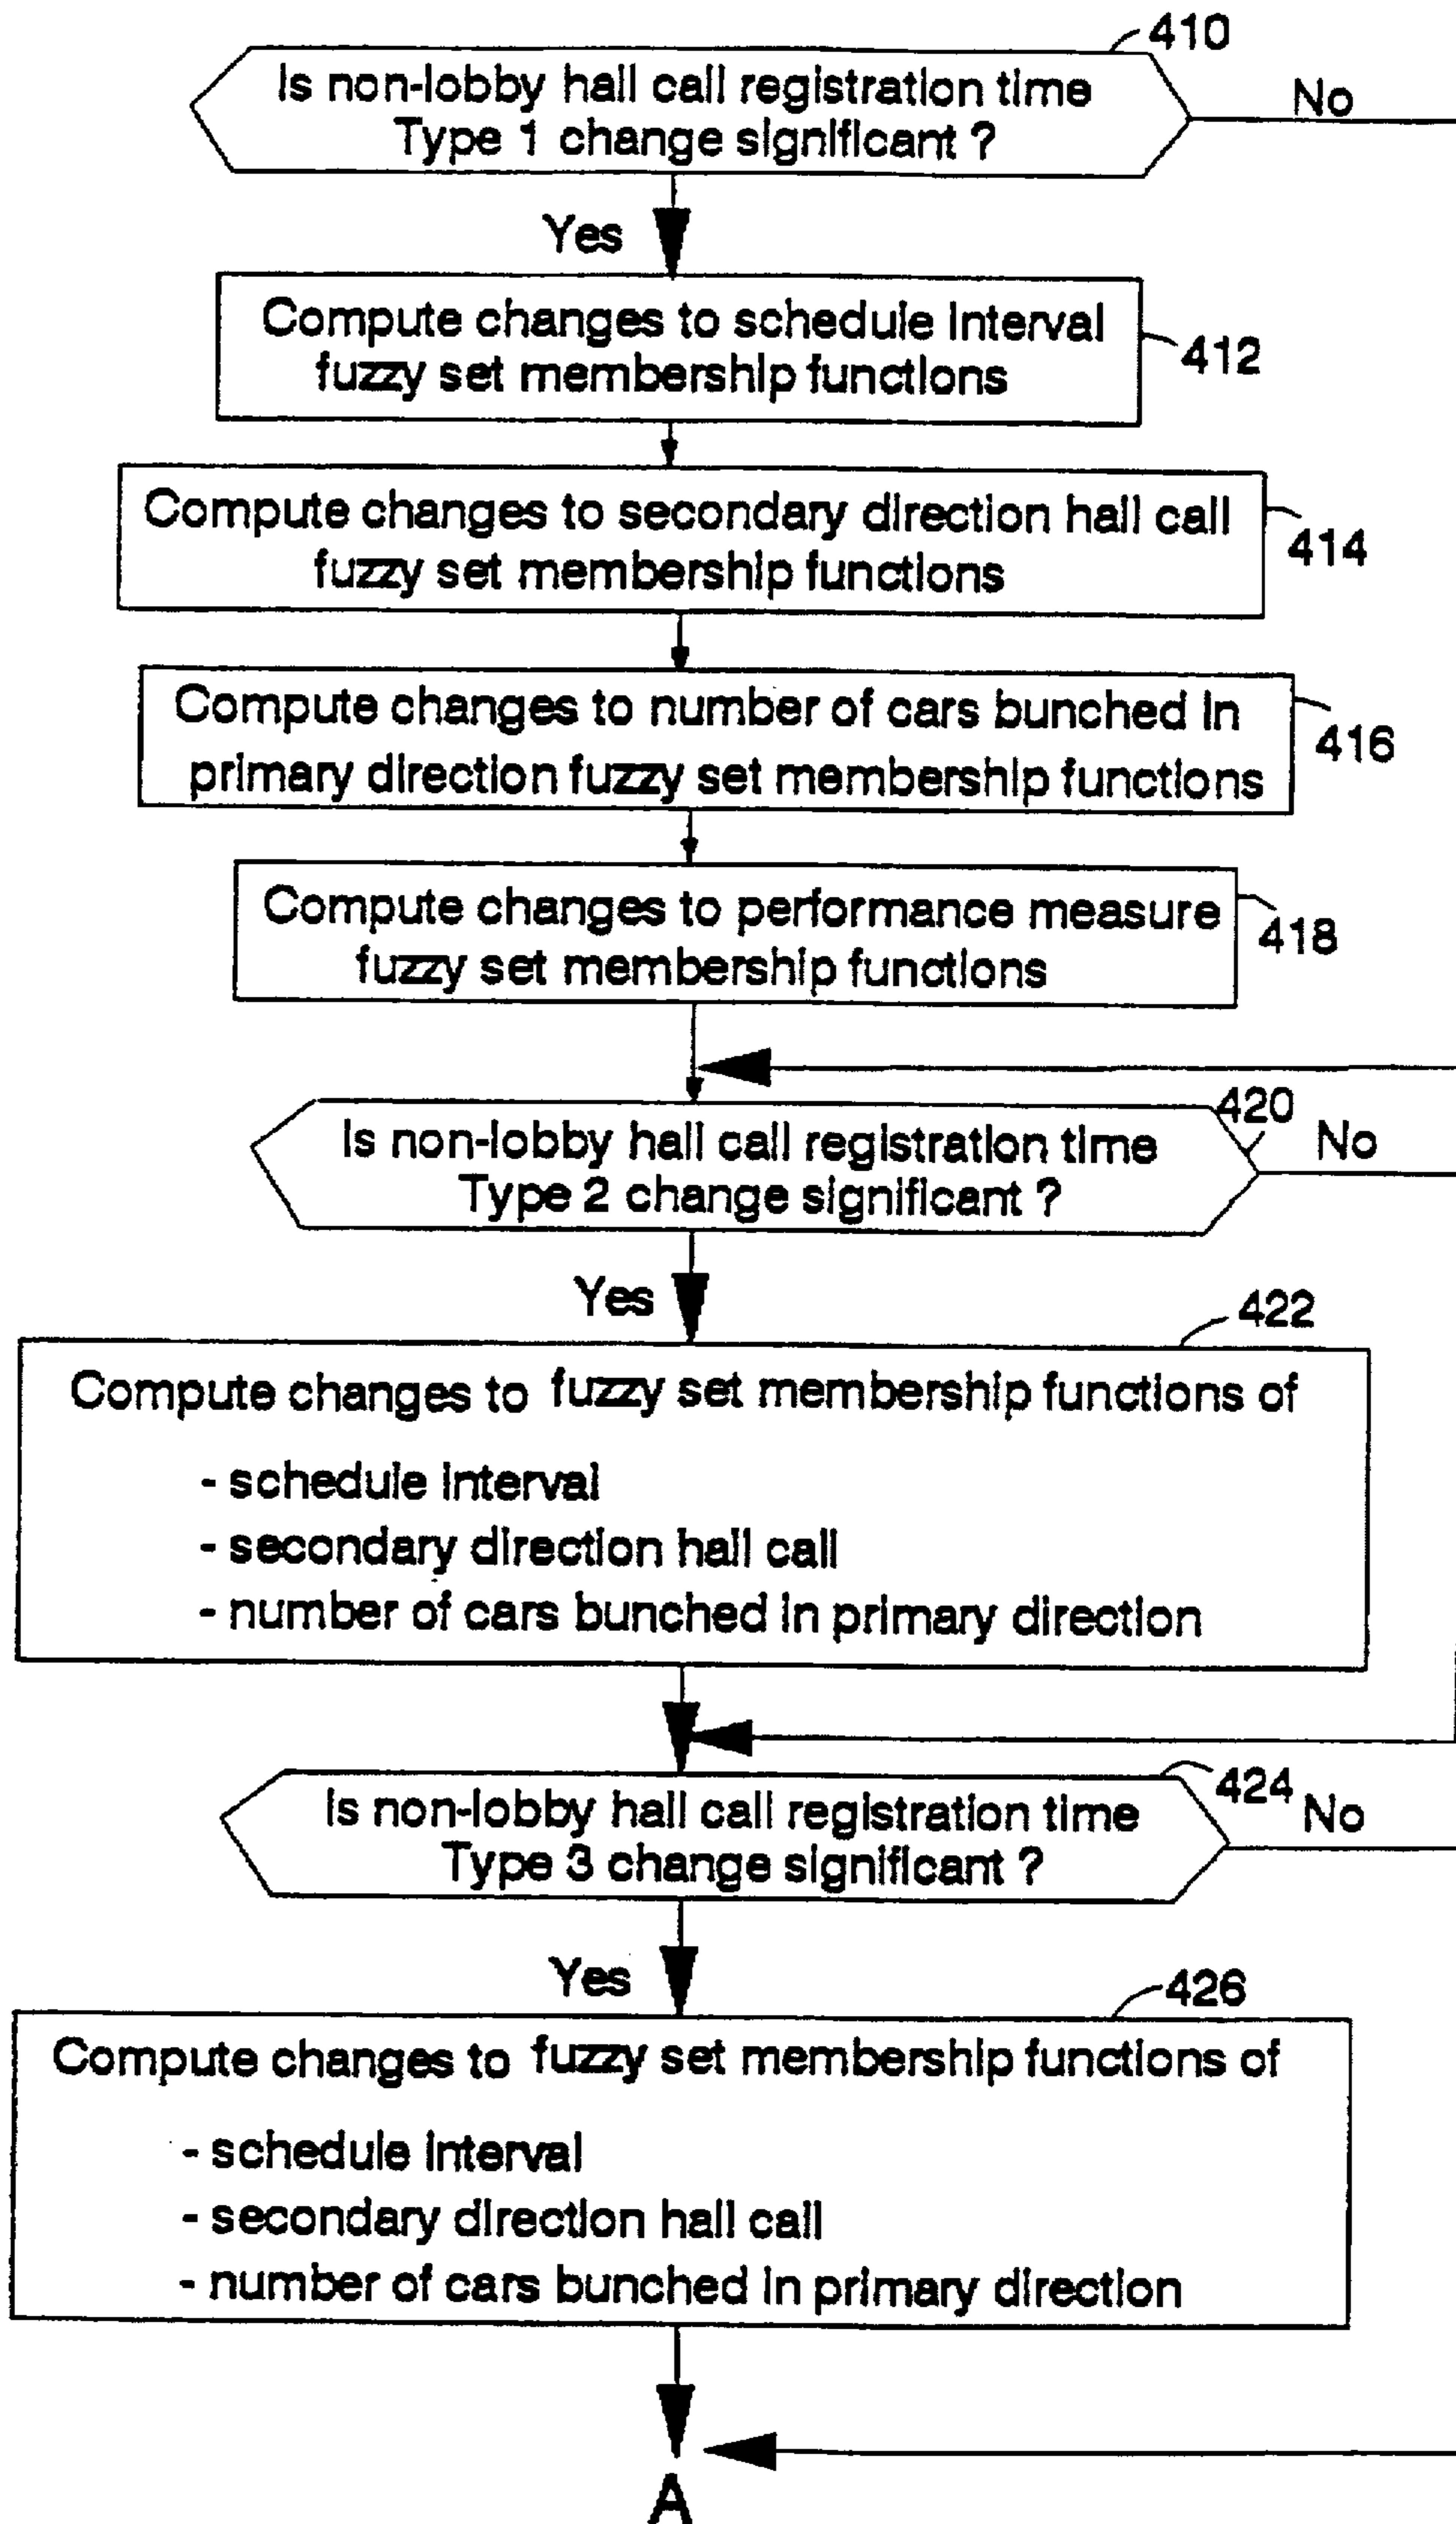 410
Is non-lobby hall call registration time
Type 1 change significant ?
No
Yes
Compute changes to schedule interval
fuzzy set membership functions
412
Compute changes to secondary direction hall call
fuzzy set membership functions
414
Compute changes to number of cars bunched in
primary direction fuzzy set membership functions
416
Compute changes to performance measure
fuzzy set membership functions
418
420
Is non-lobby hall call registration time
Type 2 change significant ?
No
Yes
422
Compute changes to fuzzy set membership functions of
- schedule interval
- secondary direction hall call
- number of cars bunched in primary direction
424
Is non-lobby hall call registration time
Type 3 change significant ?
No
Yes
426
Compute changes to fuzzy set membership functions of
- schedule interval
- secondary direction hall call
- number of cars bunched in primary direction
A